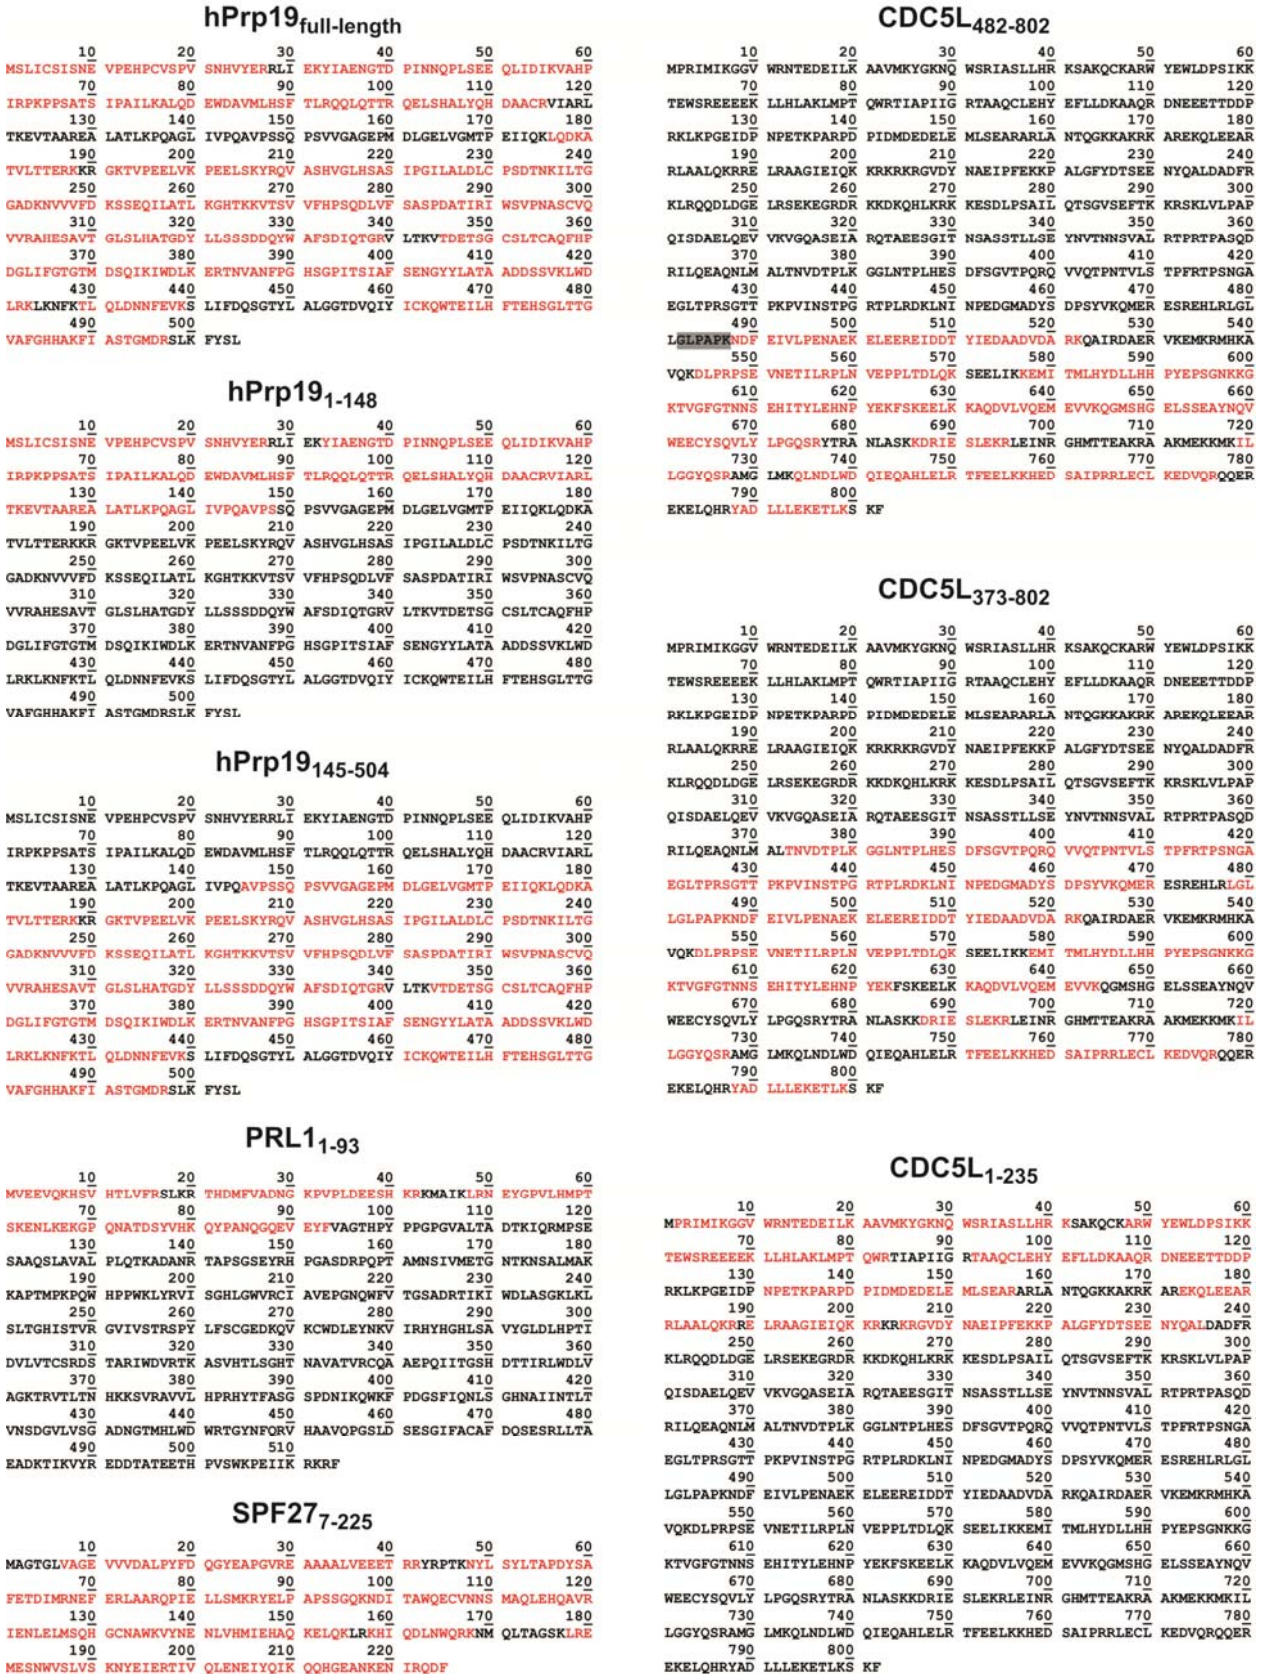 hPrp19full-length
10 20 30 40 50 60
MSLICSISNE VPEHPCVSPV SNHVYERRLI EKYIAENGTD PINNQPLSEE QLIDIKVAHP
70 80 90 100 110 120
IRPKPPSATS IPAILKALQD EWDAVMLHSF TLRQQLQTTR QELSHALYQH DAACRVIARL
130 140 150 160 170 180
TKEVTAAREA LATLKPQAGL IVPQAVPSSQ PSVVGAGEPM DLGELVGMTP EIIQKLQDKA
190 200 210 220 230 240
TVLTTERKKR GKTVPEELVK PEELSKYRQV ASHVGLHSAS IPGILALDLC PSDTNKILTG
250 260 270 280 290 300
GADKNVVVFD KSSEQILATL KGHTKKVTSV VFHPSQDLVF SASPDATIRI WSVPNASCVQ
310 320 330 340 350 360
VVRAHESAVT GLSLHATGDY LLSSSDDQYW AFSDIQTGRV LTKVTDETSG CSLTCAQFHP
370 380 390 400 410 420
DGLIFGTGTM DSQIKIWDLK ERTNVANFPG HSGPITSIAF SENGYYLATA ADDSSVKLWD
430 440 450 460 470 480
LRKLKNFKTL QLDNNFEVKS LIFDQSGTYL ALGGTDVQIY ICKQWTEILH FTEHSGLTTG
490 500
VAFGHHAKFI ASTGMDRSLK FYSL
hPrp191-148
10 20 30 40 50 60
MSLICSISNE VPEHPCVSPV SNHVYERRLI EKYIAENGTD PINNQPLSEE QLIDIKVAHP
70 80 90 100 110 120
IRPKPPSATS IPAILKALQD EWDAVMLHSF TLRQQLQTTR QELSHALYQH DAACRVIARL
130 140 150 160 170 180
TKEVTAAREA LATLKPQAGL IVPQAVPSSQ PSVVGAGEPM DLGELVGMTP EIIQKLQDKA
190 200 210 220 230 240
TVLTTERKKR GKTVPEELVK PEELSKYRQV ASHVGLHSAS IPGILALDLC PSDTNKILTG
250 260 270 280 290 300
GADKNVVVFD KSSEQILATL KGHTKKVTSV VFHPSQDLVF SASPDATIRI WSVPNASCVQ
310 320 330 340 350 360
VVRAHESAVT GLSLHATGDY LLSSSDDQYW AFSDIQTGRV LTKVTDETSG CSLTCAQFHP
370 380 390 400 410 420
DGLIFGTGTM DSQIKIWDLK ERTNVANFPG HSGPITSIAF SENGYYLATA ADDSSVKLWD
430 440 450 460 470 480
LRKLKNFKTL QLDNNFEVKS LIFDQSGTYL ALGGTDVQIY ICKQWTEILH FTEHSGLTTG
490 500
VAFGHHAKFI ASTGMDRSLK FYSL
hPrp19145-504
10 20 30 40 50 60
MSLICSISNE VPEHPCVSPV SNHVYERRLI EKYIAENGTD PINNQPLSEE QLIDIKVAHP
70 80 90 100 110 120
IRPKPPSATS IPAILKALQD EWDAVMLHSF TLRQQLQTTR QELSHALYQH DAACRVIARL
130 140 150 160 170 180
TKEVTAAREA LATLKPQAGL IVPQAVPSSQ PSVVGAGEPM DLGELVGMTP EIIQKLQDKA
190 200 210 220 230 240
TVLTTERKKR GKTVPEELVK PEELSKYRQV ASHVGLHSAS IPGILALDLC PSDTNKILTG
250 260 270 280 290 300
GADKNVVVFD KSSEQILATL KGHTKKVTSV VFHPSQDLVF SASPDATIRI WSVPNASCVQ
310 320 330 340 350 360
VVRAHESAVT GLSLHATGDY LLSSSDDQYW AFSDIQTGRV LTKVTDETSG CSLTCAQFHP
370 380 390 400 410 420
DGLIFGTGTM DSQIKIWDLK ERTNVANFPG HSGPITSIAF SENGYYLATA ADDSSVKLWD
430 440 450 460 470 480
LRKLKNFKTL QLDNNFEVKS LIFDQSGTYL ALGGTDVQIY ICKQWTEILH FTEHSGLTTG
490 500
VAFGHHAKFI ASTGMDRSLK FYSL
PRL11-93
10 20 30 40 50 60
MVEEVQKHSV HTLVFRSLKR THDMFVADNG KPVPLDEESH KRKMAIKLRN EYGPVLHMPT
70 80 90 100 110 120
SKENLKEKGP QNATDSYVHK QYPANQGQEV EYFVAGTHPY PPGPGVALTA DTKIQRMPSE
130 140 150 160 170 180
SAAQSLAVAL PLQTKADANR TAPSGSEYRH PGASDRPQPT AMNSIVMETG NTKNSALMAK
190 200 210 220 230 240
KAPTMPKPQW HPPWKLYRVI SGHLGWVRCI AVEPGNQWFV TGSADRTIKI WDLASGKLKL
250 260 270 280 290 300
SLTGHISTVR GVIVSTRSPY LFSCGEDKQV KCWDLEYNKV IRHYHGHLSA VYGLDLHPTI
310 320 330 340 350 360
DVLVTCSRDS TARIWDVRTK ASVHTLSGHT NAVATVRCQA AEPQIITGSH DTTIRLWDLV
370 380 390 400 410 420
AGKTRVTLTN HKKSVRAVVL HPRHYTFASG SPDNIKQWKF PDGSFIQNLS GHNAIINTLT
430 440 450 460 470 480
VNSDGVLVSG ADNGTMHLWD WRTGYNFQRV HAAVQPGSLD SESGIFACAF DQSESRLLTA
490 500 510
EADKTIKVYR EDDTATEETH PVSWKPEIIK RKRF
SPF277-225
10 20 30 40 50 60
MAGTGLVAGE VVVDALPYFD QGYEAPGVRE AAAALVEEET RRYRPTKNYL SYLTAPDYSA
70 80 90 100 110 120
FETDIMRNEF ERLAARQPIE LLSMKRYELP APSSGQKNDI TAWQECVNNS MAQLEHQAVR
130 140 150 160 170 180
IENLELMSQH GCNAWKVYNE NLVHMIEHAQ KELQKLRKHI QDLNWQRKNM QLTAGSKLRE
190 200 210 220
MESNWVSLVS KNYEIERTIV QLENEIYQIK QQHGEANKEN IRQDF
CDC5L482-802
10 20 30 40 50 60
MPRIMIKGGV WRNTEDEILK AAVMKYGKNQ WSRIASLLHR KSAKQCKARW YEWLDPSIKK
70 80 90 100 110 120
TEWSREEEEK LLHLAKLMPT QWRTIAPIIG RTAAQCLEHY EFLLDKAAQR DNEEETTDDP
130 140 150 160 170 180
RKLKPGEIDP NPETKPARPD PIDMDEDELE MLSEARARLA NTQGKKAKRK AREKQLEEAR
190 200 210 220 230 240
RLAALQKRRE LRAAGIEIQK KRKRKRGVDY NAEIPFEKKP ALGFYDTSEE NYQALDADFR
250 260 270 280 290 300
KLRQQDLDGE LRSEKEGRDR KKDKQHLKRK KESDLPSAIL QTSGVSEFTK KRSKLVLPAP
310 320 330 340 350 360
QISDAELQEV VKVGQASEIA RQTAEESGIT NSASSTLLSE YNVTNNSVAL RTPRTPASQD
370 380 390 400 410 420
RILQEAQNLM ALTNVDTPLK GGLNTPLHES DFSGVTPQRQ VVQTPNTVLS TPFRTPSNGA
430 440 450 460 470 480
EGLTPRSGTT PKPVINSTPG RTPLRDKLNI NPEDGMADYS DPSYVKQMER ESREHLRLGL
490 500 510 520 530 540
LGLPAPKNDF EIVLPENAEK ELEEREIDDT YIEDAADVDA RKQAIRDAER VKEMKRMHKA
550 560 570 580 590 600
VQKDLPRPSE VNETILRPLN VEPPLTDLQK SEELIKKEMI TMLHYDLLHH PYEPSGNKKG
610 620 630 640 650 660
KTVGFGTNNS EHITYLEHNP YEKFSKEELK KAQDVLVQEM EVVKQGMSHG ELSSEAYNQV
670 680 690 700 710 720
WEECYSQVLY LPGQSRYTRA NLASKKDRIE SLEKRLEINR GHMTTEAKRA AKMEKKMKIL
730 740 750 760 770 780
LGGYQSRAMG LMKQLNDLWD QIEQAHLELR TFEELKKHED SAIPRRLECL KEDVQRQQER
790 800
EKELQHRYAD LLLEKETLKS KF
CDC5L373-802
10 20 30 40 50 60
MPRIMIKGGV WRNTEDEILK AAVMKYGKNQ WSRIASLLHR KSAKQCKARW YEWLDPSIKK
70 80 90 100 110 120
TEWSREEEEK LLHLAKLMPT QWRTIAPIIG RTAAQCLEHY EFLLDKAAQR DNEEETTDDP
130 140 150 160 170 180
RKLKPGEIDP NPETKPARPD PIDMDEDELE MLSEARARLA NTQGKKAKRK AREKQLEEAR
190 200 210 220 230 240
RLAALQKRRE LRAAGIEIQK KRKRKRGVDY NAEIPFEKKP ALGFYDTSEE NYQALDADFR
250 260 270 280 290 300
KLRQQDLDGE LRSEKEGRDR KKDKQHLKRK KESDLPSAIL QTSGVSEFTK KRSKLVLPAP
310 320 330 340 350 360
QISDAELQEV VKVGQASEIA RQTAEESGIT NSASSTLLSE YNVTNNSVAL RTPRTPASQD
370 380 390 400 410 420
RILQEAQNLM ALTNVDTPLK GGLNTPLHES DFSGVTPQRQ VVQTPNTVLS TPFRTPSNGA
430 440 450 460 470 480
EGLTPRSGTT PKPVINSTPG RTPLRDKLNI NPEDGMADYS DPSYVKQMER ESREHLRLGL
490 500 510 520 530 540
LGLPAPKNDF EIVLPENAEK ELEEREIDDT YIEDAADVDA RKQAIRDAER VKEMKRMHKA
550 560 570 580 590 600
VQKDLPRPSE VNETILRPLN VEPPLTDLQK SEELIKKEMI TMLHYDLLHH PYEPSGNKKG
610 620 630 640 650 660
KTVGFGTNNS EHITYLEHNP YEKFSKEELK KAQDVLVQEM EVVKQGMSHG ELSSEAYNQV
670 680 690 700 710 720
WEECYSQVLY LPGQSRYTRA NLASKKDRIE SLEKRLEINR GHMTTEAKRA AKMEKKMKIL
730 740 750 760 770 780
LGGYQSRAMG LMKQLNDLWD QIEQAHLELR TFEELKKHED SAIPRRLECL KEDVQRQQER
790 800
EKELQHRYAD LLLEKETLKS KF
CDC5L1-235
10 20 30 40 50 60
MPRIMIKGGV WRNTEDEILK AAVMKYGKNQ WSRIASLLHR KSAKQCKARW YEWLDPSIKK
70 80 90 100 110 120
TEWSREEEEK LLHLAKLMPT QWRTIAPIIG RTAAQCLEHY EFLLDKAAQR DNEEETTDDP
130 140 150 160 170 180
RKLKPGEIDP NPETKPARPD PIDMDEDELE MLSEARARLA NTQGKKAKRK AREKQLEEAR
190 200 210 220 230 240
RLAALQKRRE LRAAGIEIQK KRKRKRGVDY NAEIPFEKKP ALGFYDTSEE NYQALDADFR
250 260 270 280 290 300
KLRQQDLDGE LRSEKEGRDR KKDKQHLKRK KESDLPSAIL QTSGVSEFTK KRSKLVLPAP
310 320 330 340 350 360
QISDAELQEV VKVGQASEIA RQTAEESGIT NSASSTLLSE YNVTNNSVAL RTPRTPASQD
370 380 390 400 410 420
RILQEAQNLM ALTNVDTPLK GGLNTPLHES DFSGVTPQRQ VVQTPNTVLS TPFRTPSNGA
430 440 450 460 470 480
EGLTPRSGTT PKPVINSTPG RTPLRDKLNI NPEDGMADYS DPSYVKQMER ESREHLRLGL
490 500 510 520 530 540
LGLPAPKNDF EIVLPENAEK ELEEREIDDT YIEDAADVDA RKQAIRDAER VKEMKRMHKA
550 560 570 580 590 600
VQKDLPRPSE VNETILRPLN VEPPLTDLQK SEELIKKEMI TMLHYDLLHH PYEPSGNKKG
610 620 630 640 650 660
KTVGFGTNNS EHITYLEHNP YEKFSKEELK KAQDVLVQEM EVVKQGMSHG ELSSEAYNQV
670 680 690 700 710 720
WEECYSQVLY LPGQSRYTRA NLASKKDRIE SLEKRLEINR GHMTTEAKRA AKMEKKMKIL
730 740 750 760 770 780
LGGYQSRAMG LMKQLNDLWD QIEQAHLELR TFEELKKHED SAIPRRLECL KEDVQRQQER
790 800
EKELQHRYAD LLLEKETLKS KF